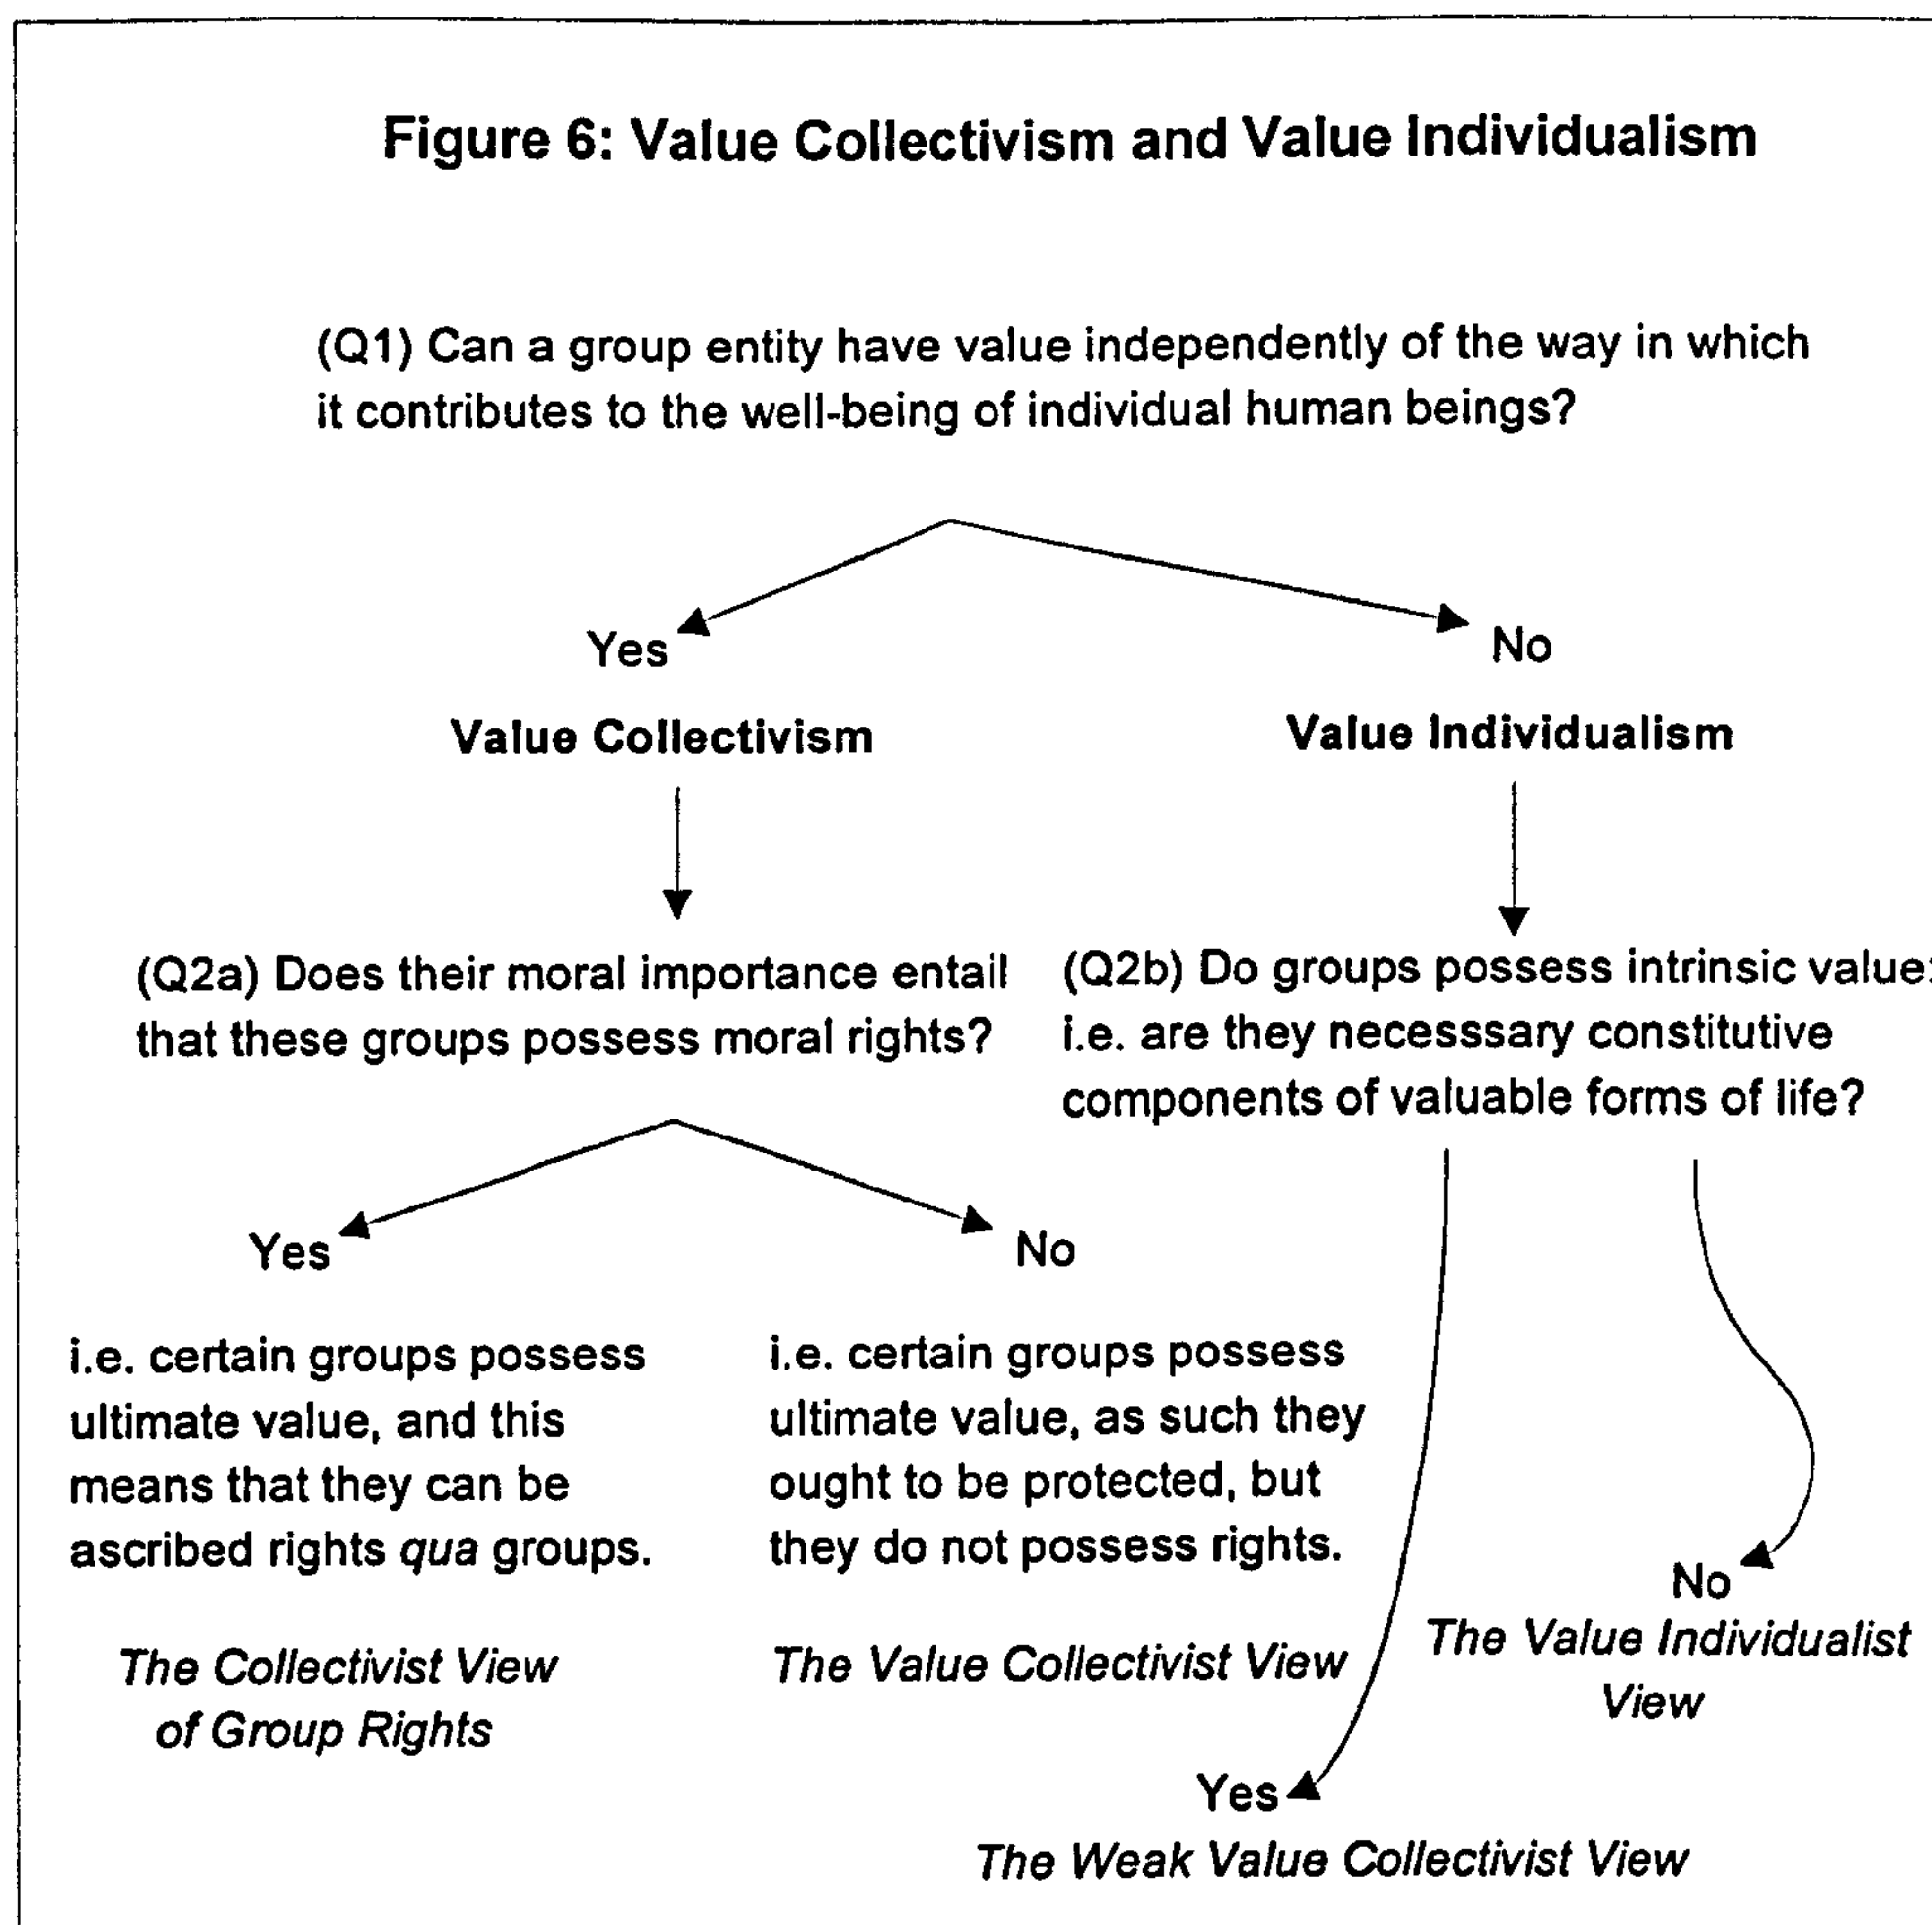 Figure 6: Value Collectivism and Value Individualism
(Q1) Can a group entity have value independently of the way in which
it contributes to the well-being of individual human beings?
Yes
No
Value Collectivism
Value Individualism
(Q2a) Does their moral importance entail
that these groups possess moral rights?
(Q2b) Do groups possess intrinsic value:
i.e. are they necesssary constitutive
components of valuable forms of life?
Yes
No
i.e. certain groups possess
ultimate value, and this
means that they can be
ascribed rights qua groups.
i.e. certain groups possess
ultimate value, as such they
ought to be protected, but
they do not possess rights.
The Collectivist View
of Group Rights
The Value Collectivist View
No
The Value Individualist
View
Yes
The Weak Value Collectivist View